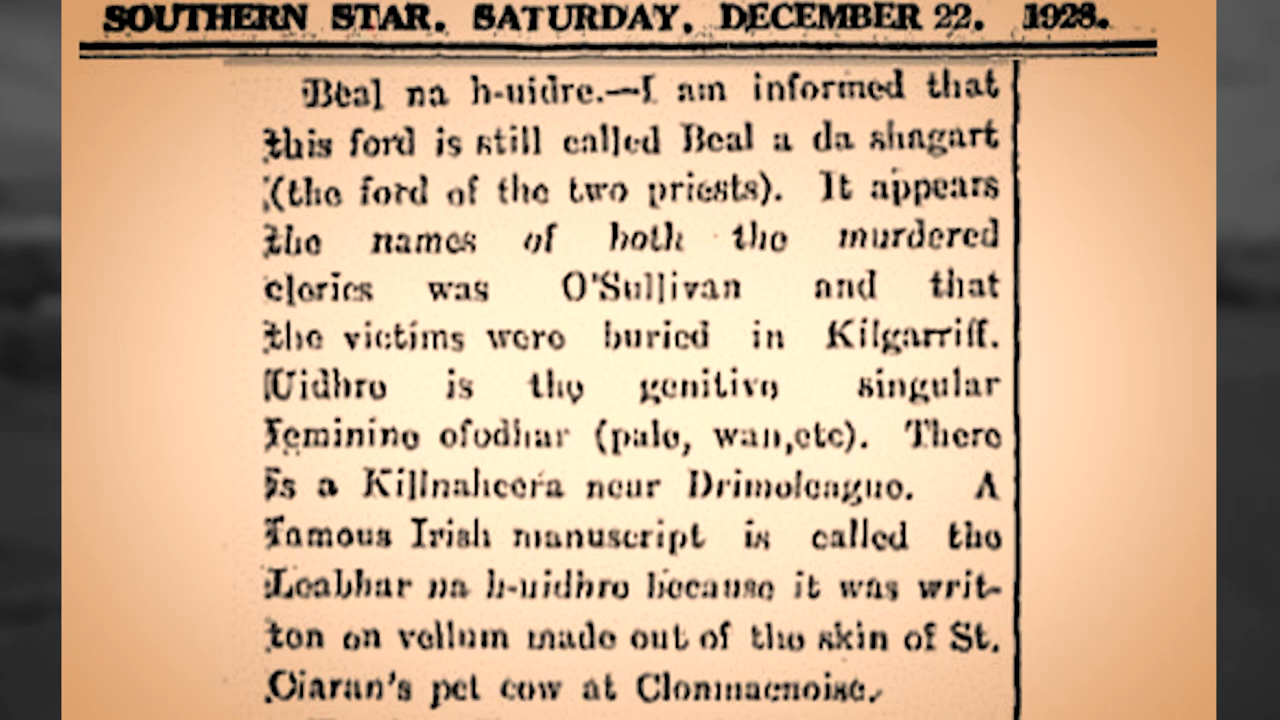 SOUTHERN STAR. SATURDAY, DECEMBER 22. 1928.
Béal na h-uidre.—I am informed that
this ford is still called Beal a da shagart
(the ford of the two priests). It appears
the names of both the murdered
clerics was O'Sullivan and that
the victims were buried in Kilgarriff.
Uidhre is the genitive singular
feminine ofodhar (pale, wan,etc). There
is a Killnaheera near Drimoleague. A
famous Irish manuscript is called the
Leabhar na h-uidhre because it was writ-
ten on vellum made out of the skin of St.
Ciaran's pet cow at Clonmacnoise.